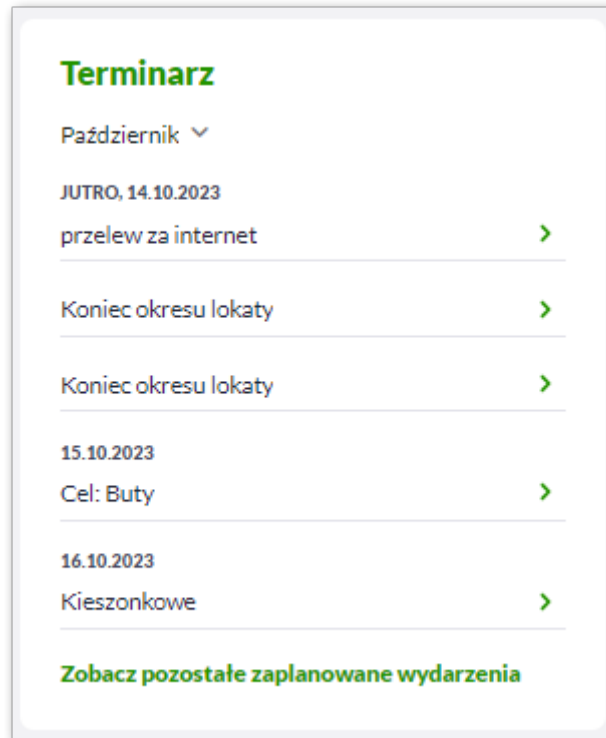 Terminarz
Październik
JUTRO, 14.10.2023
przelew za internet
Koniec okresu lokaty
Koniec okresu lokaty
15.10.2023
Cel: Buty
16.10.2023
Kieszonkowe
Zobacz pozostałe zaplanowane wydarzenia